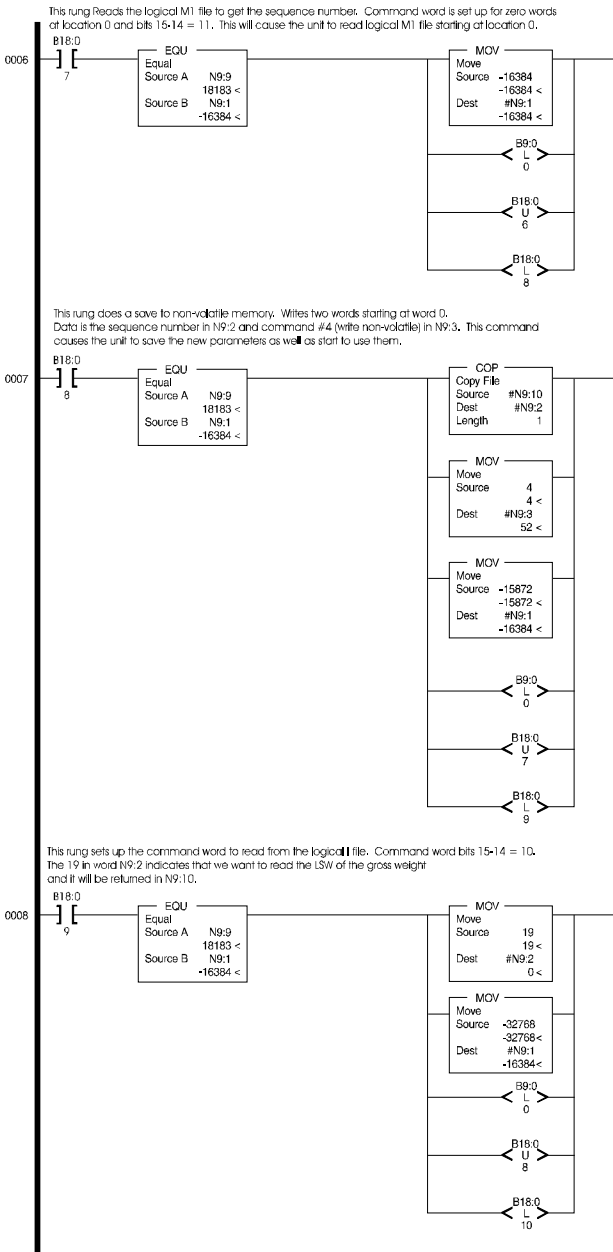 This rung Reads the logical M1 file to get the sequence number. Command word is set up for zero words
at location 0 and bits 15-14 = 11. This will cause the unit to read logical M1 file starting at location 0.
0006
B18:0
7
EQU
Equal
Source A N9:9
18183 <
Source B N9:1
-16384 <
MOV
Move
Source -16384
-16384 <
Dest #N9:1
-16384 <
B9:0
L
0
B18:0
U
6
B18:0
L
8
This rung does a save to non-volatile memory. Writes two words starting at word 0.
Data is the sequence number in N9:2 and command #4 (write non-volatile) in N9:3. This command
causes the unit to save the new parameters as well as start to use them.
0007
B18:0
8
EQU
Equal
Source A N9:9
18183 <
Source B N9:1
-16384 <
COP
Copy File
Source #N9:10
Dest #N9:2
Length 1
MOV
Move
Source 4
4 <
Dest #N9:3
52 <
MOV
Move
Source -15872
-15872 <
Dest #N9:1
-16384 <
B9:0
L
0
B18:0
U
7
B18:0
L
9
This rung sets up the command word to read from the logical I file. Command word bits 15-14 = 10.
The 19 in word N9:2 indicates that we want to read the LSW of the gross weight
and it will be returned in N9:10.
0008
B18:0
9
EQU
Equal
Source A N9:9
18183 <
Source B N9:1
-16384 <
MOV
Move
Source 19
19 <
Dest #N9:2
0 <
MOV
Move
Source -32768
-32768<
Dest #N9:1
-16384<
B9:0
L
0
B18:0
U
8
B18:0
L
10